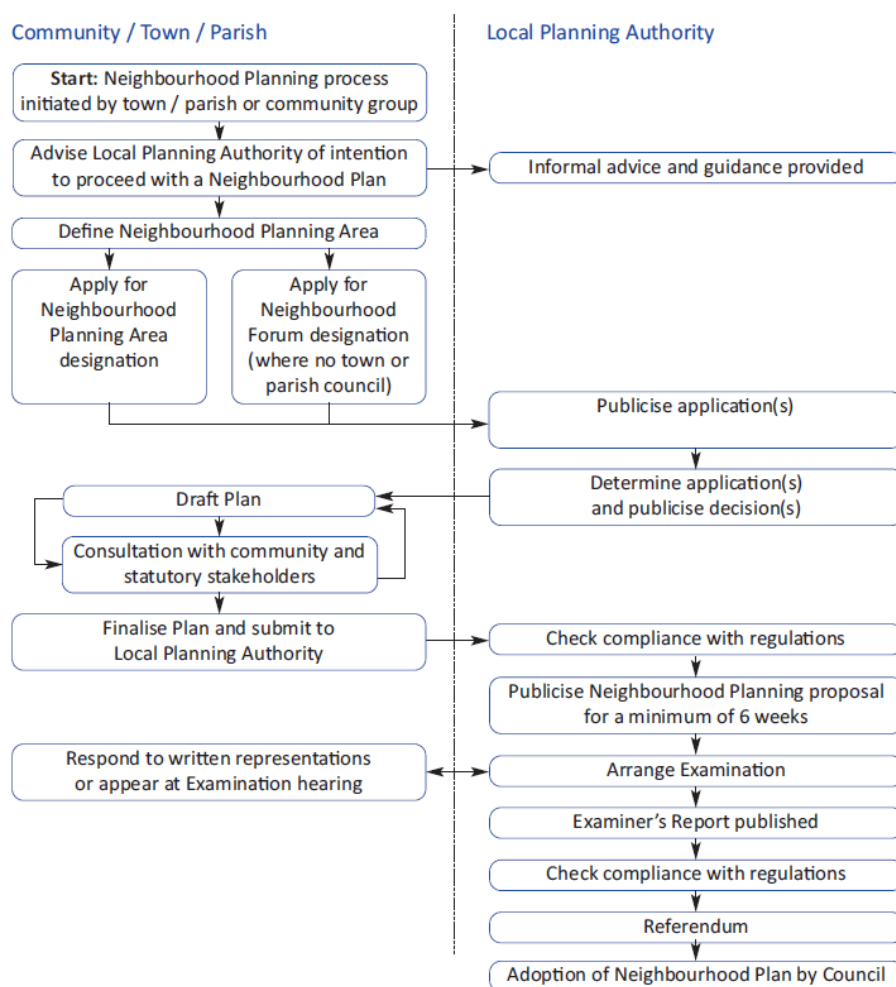 Community / Town / Parish
Local Planning Authority
Start: Neighbourhood Planning process
initiated by town / parish or community group
Advise Local Planning Authority of intention
to proceed with a Neighbourhood Plan
Informal advice and guidance provided
Define Neighbourhood Planning Area
Apply for
Neighbourhood
Planning Area
designation
Apply for
Neighbourhood
Forum designation
(where no town or
parish council)
Publicise application(s)
Determine application(s)
and publicise decision(s)
Draft Plan
Consultation with community and
statutory stakeholders
Finalise Plan and submit to
Local Planning Authority
Check compliance with regulations
Publicise Neighbourhood Planning proposal
for a minimum of 6 weeks
Respond to written representations
or appear at Examination hearing
Arrange Examination
Examiner’s Report published
Check compliance with regulations
Referendum
Adoption of Neighbourhood Plan by Council